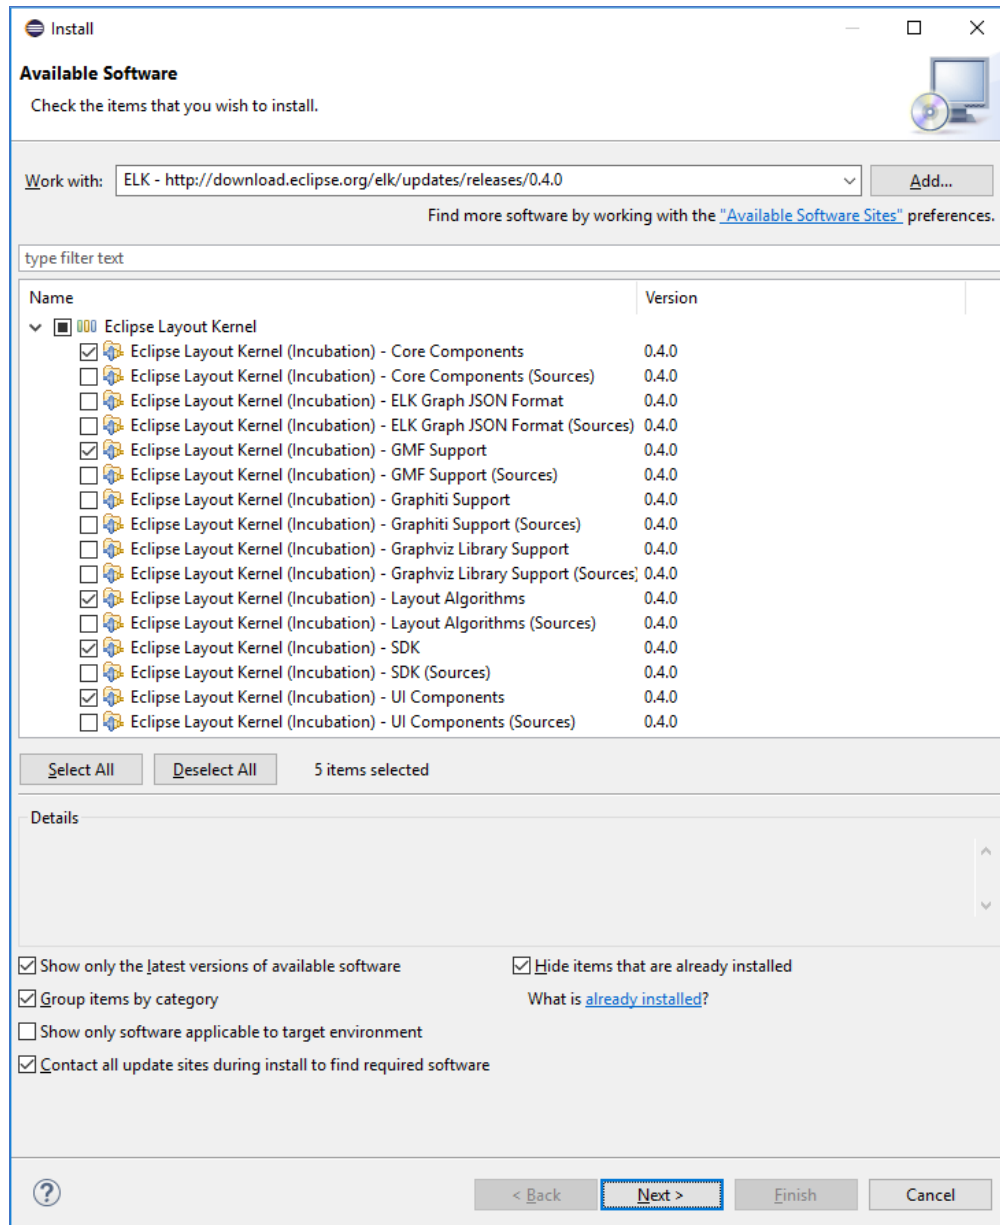 Install
Available Software
Check the items that you wish to install.
Work with: ELK - http://download.eclipse.org/elk/updates/releases/0.4.0 Add...
Find more software by working with the "Available Software Sites" preferences.
type filter text
Name Version
Eclipse Layout Kernel
Eclipse Layout Kernel (Incubation) - Core Components 0.4.0
Eclipse Layout Kernel (Incubation) - Core Components (Sources) 0.4.0
Eclipse Layout Kernel (Incubation) - ELK Graph JSON Format 0.4.0
Eclipse Layout Kernel (Incubation) - ELK Graph JSON Format (Sources) 0.4.0
Eclipse Layout Kernel (Incubation) - GMF Support 0.4.0
Eclipse Layout Kernel (Incubation) - GMF Support (Sources) 0.4.0
Eclipse Layout Kernel (Incubation) - Graphiti Support 0.4.0
Eclipse Layout Kernel (Incubation) - Graphiti Support (Sources) 0.4.0
Eclipse Layout Kernel (Incubation) - Graphviz Library Support 0.4.0
Eclipse Layout Kernel (Incubation) - Graphviz Library Support (Sources) 0.4.0
Eclipse Layout Kernel (Incubation) - Layout Algorithms 0.4.0
Eclipse Layout Kernel (Incubation) - Layout Algorithms (Sources) 0.4.0
Eclipse Layout Kernel (Incubation) - SDK 0.4.0
Eclipse Layout Kernel (Incubation) - SDK (Sources) 0.4.0
Eclipse Layout Kernel (Incubation) - UI Components 0.4.0
Eclipse Layout Kernel (Incubation) - UI Components (Sources) 0.4.0
Select All Deselect All 5 items selected
Details
Show only the latest versions of available software Hide items that are already installed
Group items by category What is already installed?
Show only software applicable to target environment
Contact all update sites during install to find required software
? < Back Next > Finish Cancel